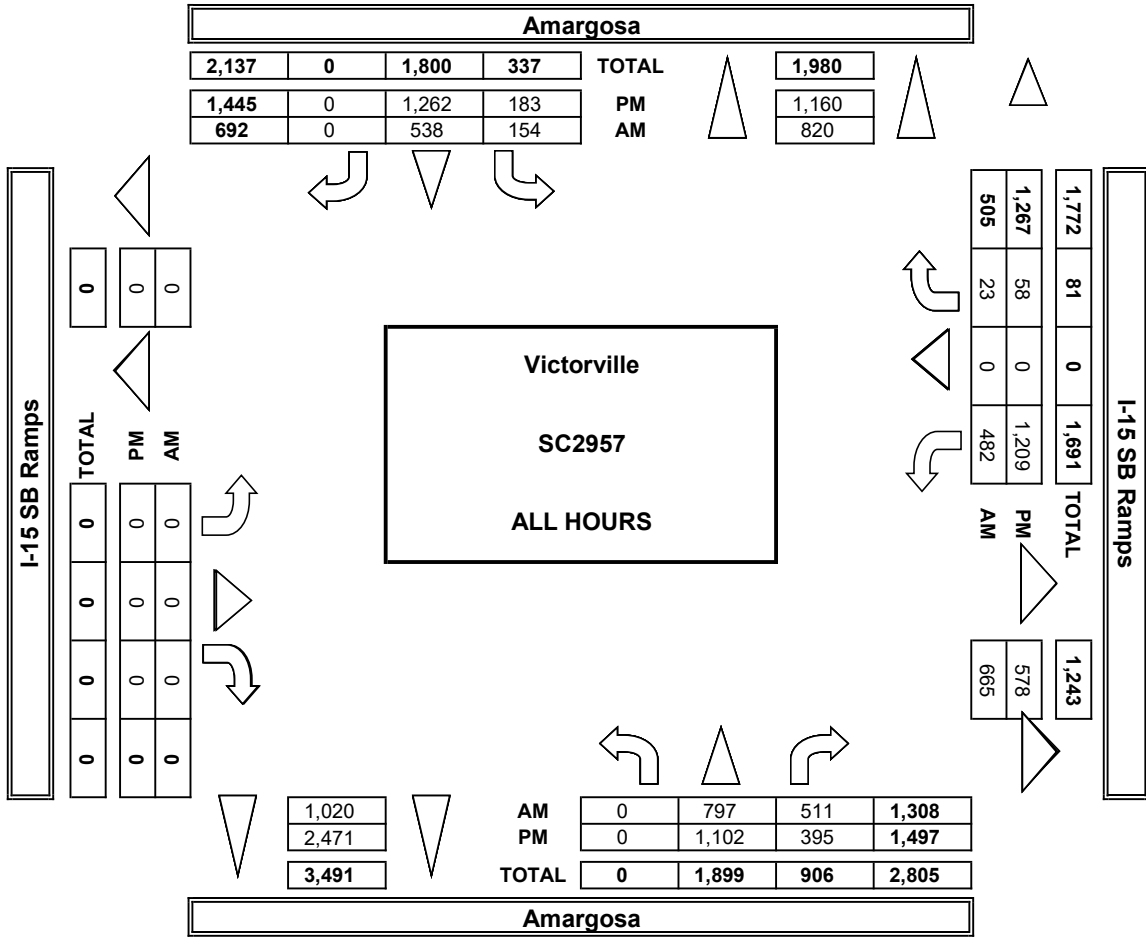 Amargosa
2,137 0 1,800 337 TOTAL 1,980
1,445 0 1,262 183 PM 1,160
692 0 538 154 AM 820
I-15 SB Ramps
0 0 0
TOTAL PM AM
0 0 0
0 0 0
0 0 0
0 0 0
Victorville
SC2957
ALL HOURS
1,772 81 0 1,691 TOTAL 1,243
1,267 58 0 1,209 PM 578
505 23 0 482 AM 665
I-15 SB Ramps
1,020 AM 0 797 511 1,308
2,471 PM 0 1,102 395 1,497
3,491 TOTAL 0 1,899 906 2,805
Amargosa